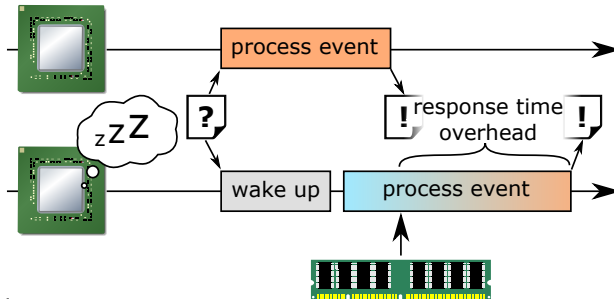 process event
zzZ
?
!
response time
overhead
!
wake up
process event